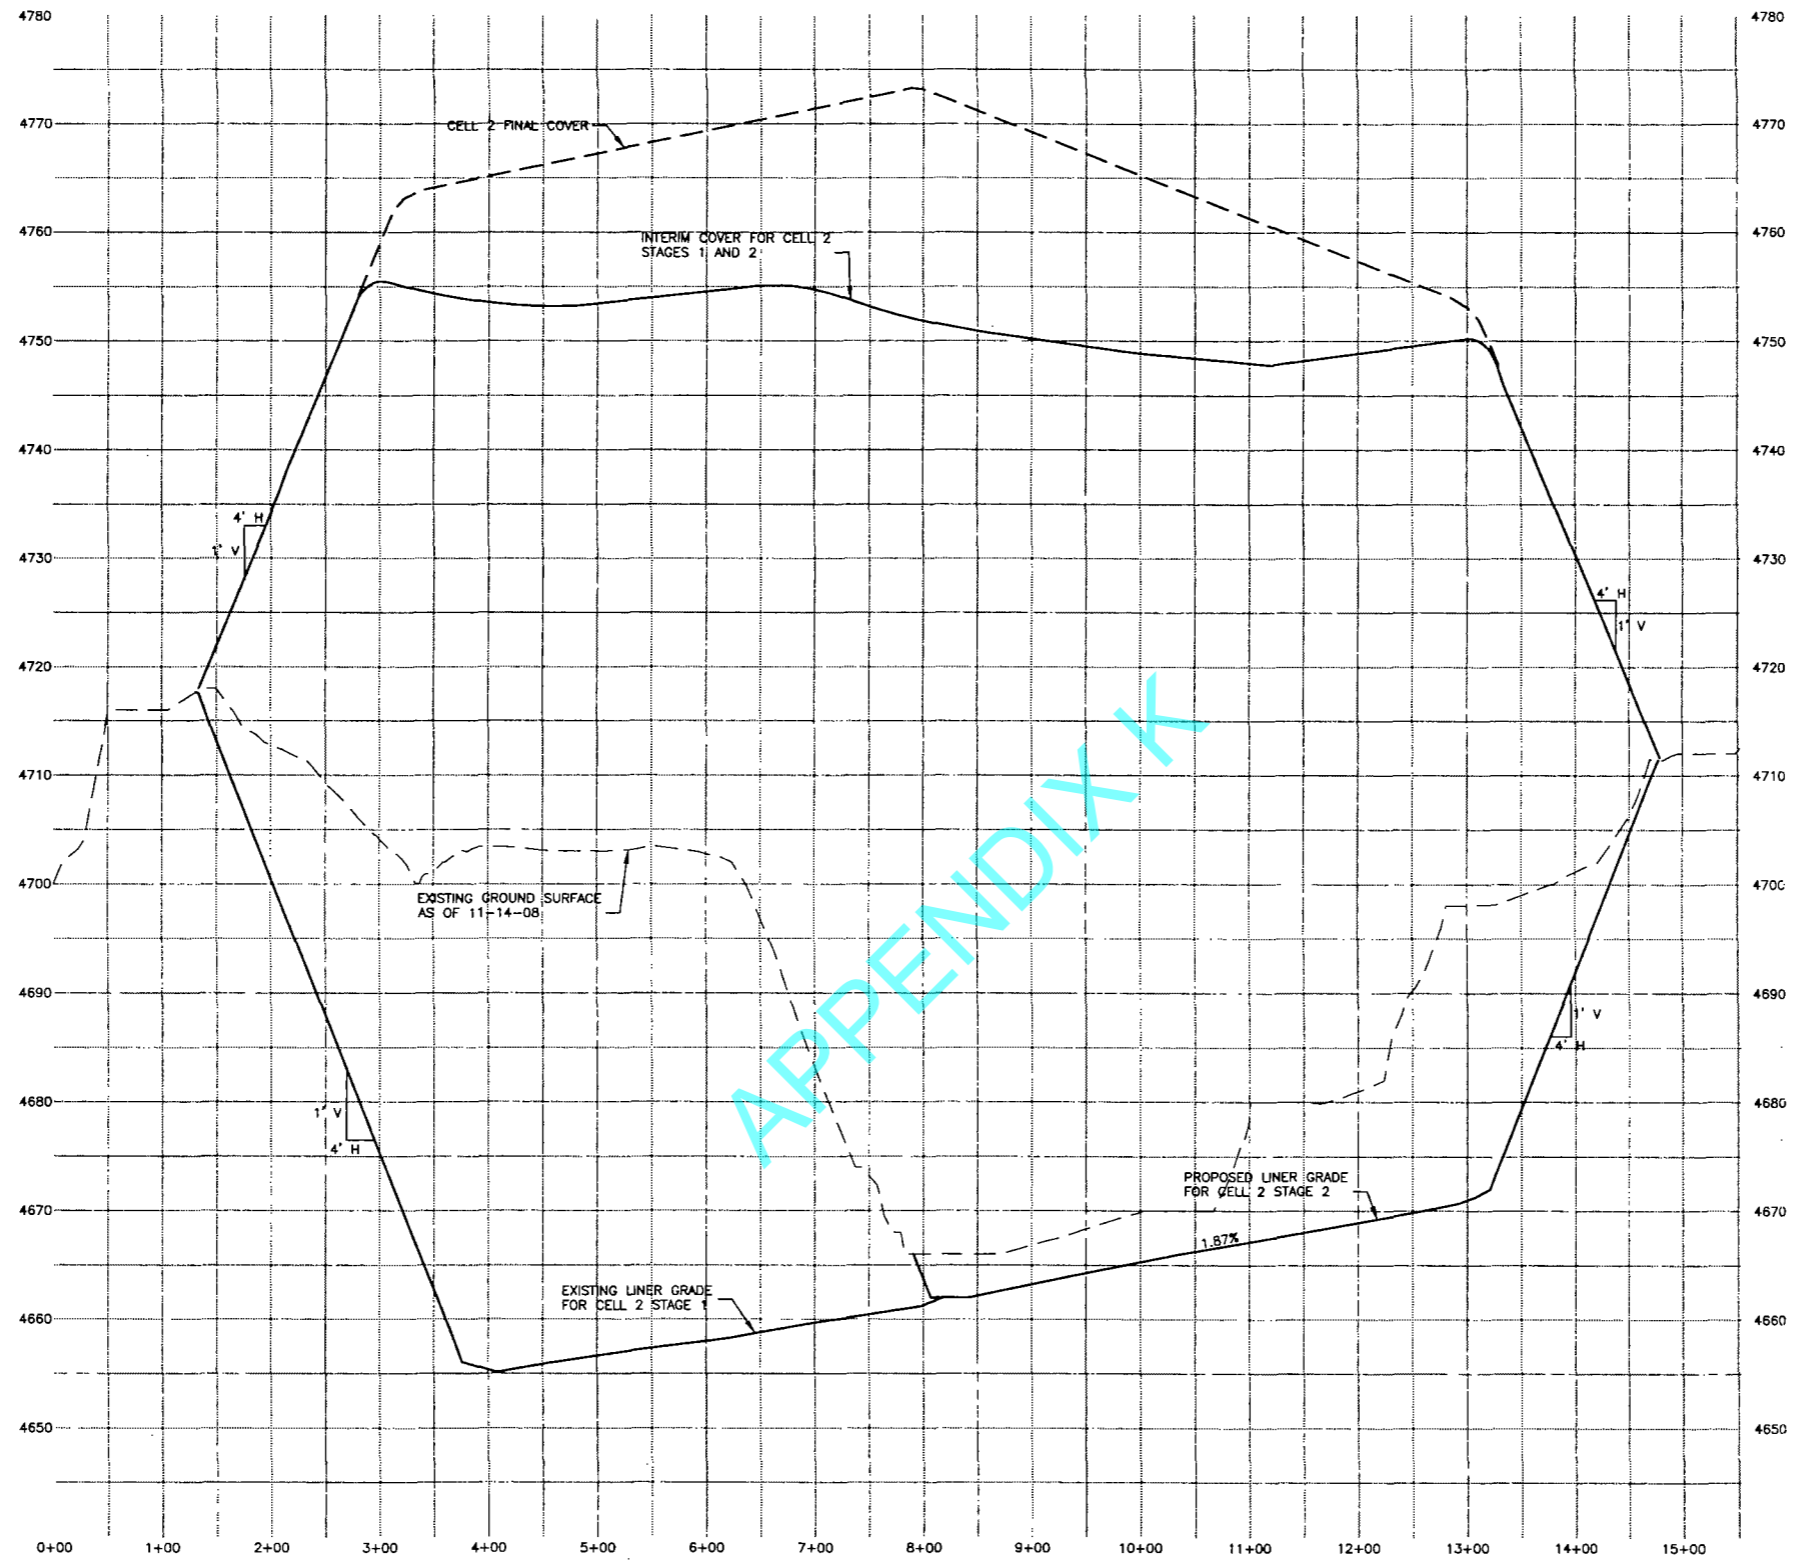 4780 4780
CELL 2 FINAL COVER
4770 4770
4760 4760
INTERIM COVER FOR CELL 2
STAGES 1 AND 2
4750 4750
4740 4740
4' H
1' V
4730 4730
4' H
1' V
4720 4720
4710 4710
4700 4700
EXISTING GROUND SURFACE
AS OF 11-14-08
APPENDIX K
4690 4690
1' V
4' H
4680 4680
1' V
4' H
PROPOSED LINER GRADE
FOR CELL 2 STAGE 2
4670 4670
1.87%
EXISTING LINER GRADE
FOR CELL 2 STAGE 1
4660 4660
4650 4650
0+00 1+00 2+00 3+00 4+00 5+00 6+00 7+00 8+00 9+00 10+00 11+00 12+00 13+00 14+00 15+00